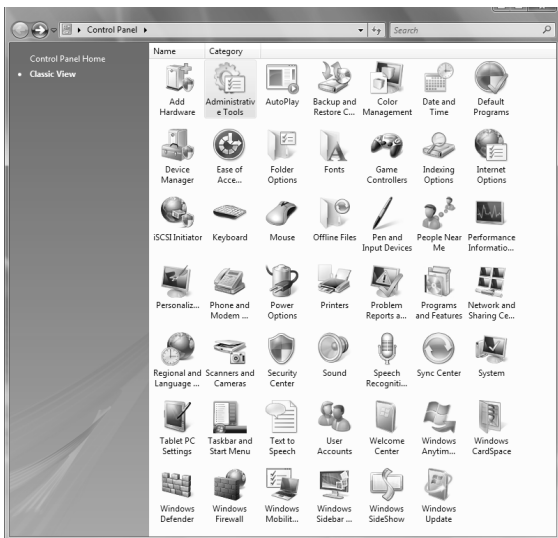 Control Panel
Search
Control Panel Home
Classic View
Name Category
Add Hardware
Administrativ e Tools
AutoPlay
Backup and Restore C...
Color Management
Date and Time
Default Programs
Device Manager
Ease of Acce...
Folder Options
Fonts
Game Controllers
Indexing Options
Internet Options
iSCSI Initiator
Keyboard
Mouse
Offline Files
Pen and Input Devices
People Near Me
Performance Informatio...
Personaliz...
Phone and Modem ...
Power Options
Printers
Problem Reports a...
Programs and Features
Network and Sharing Ce...
Regional and Language ...
Scanners and Cameras
Security Center
Sound
Speech Recogniti...
Sync Center
System
Tablet PC Settings
Taskbar and Start Menu
Text to Speech
User Accounts
Welcome Center
Windows Anytim...
Windows CardSpace
Windows Defender
Windows Firewall
Windows Mobilit...
Windows Sidebar ...
Windows SideShow
Windows Update